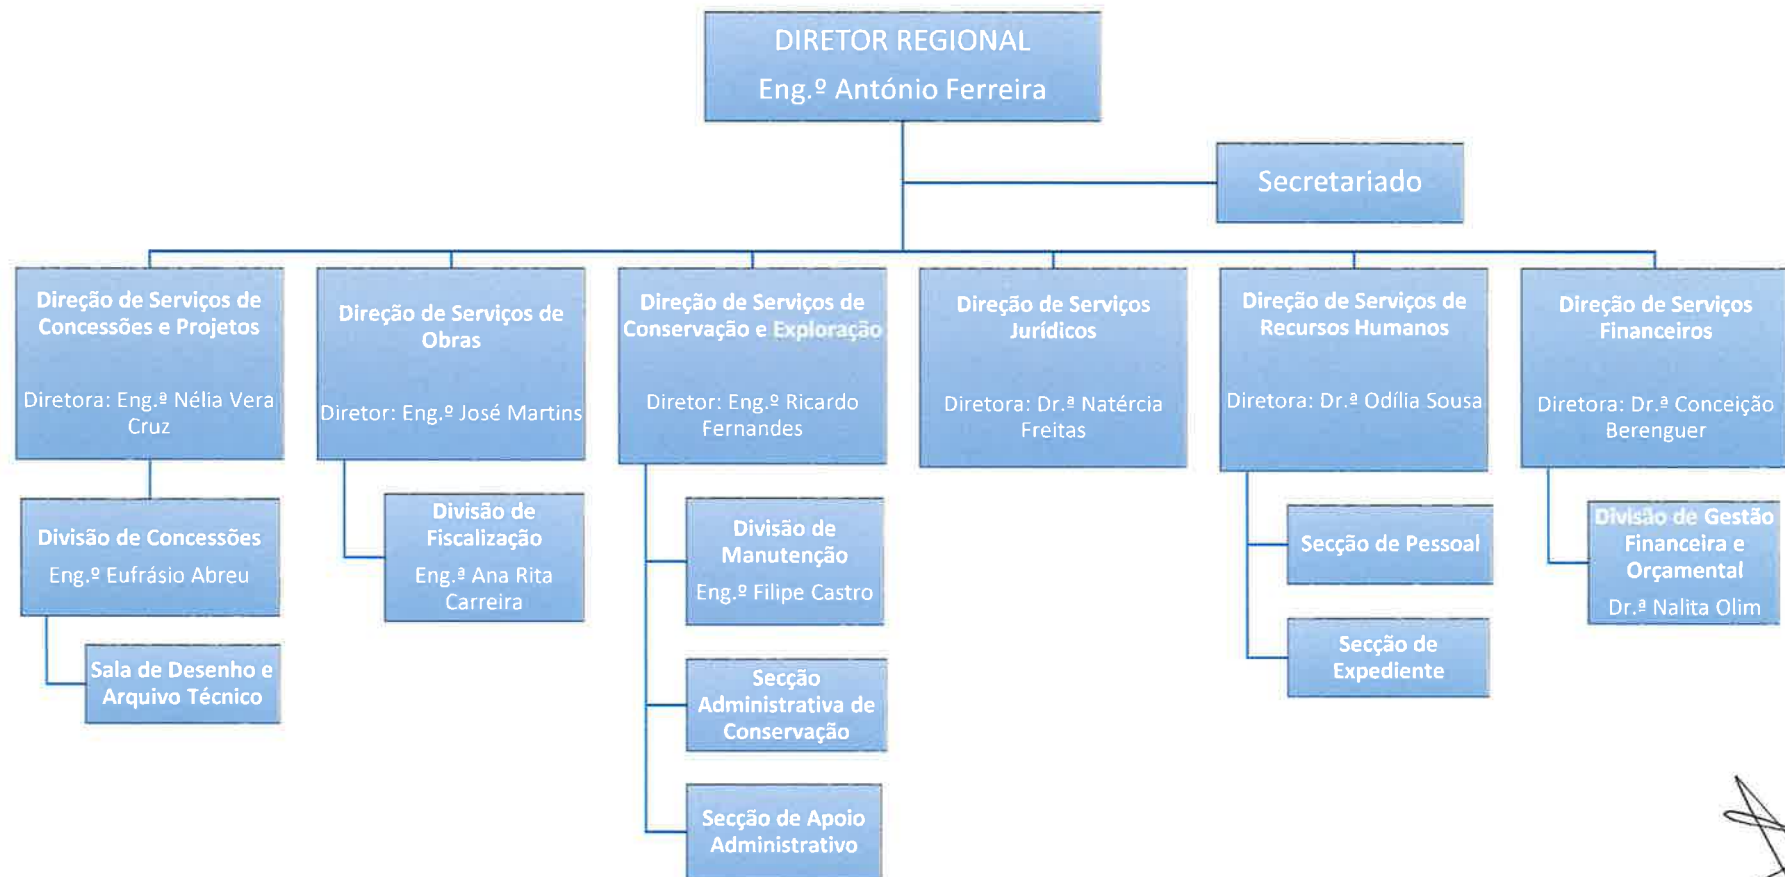 DIRETOR REGIONAL
Eng.º António Ferreira
Secretariado
Direção de Serviços de
Concessões e Projetos
Diretora: Eng.ª Nélia Vera
Cruz
Direção de Serviços de
Obras
Diretor: Eng.º José Martins
Direção de Serviços de
Conservação e Exploração
Diretor: Eng.º Ricardo
Fernandes
Direção de Serviços
Jurídicos
Diretora: Dr.ª Natércia
Freitas
Direção de Serviços de
Recursos Humanos
Diretora: Dr.ª Odília Sousa
Direção de Serviços
Financeiros
Diretora: Dr.ª Conceição
Berenguer
Divisão de Concessões
Eng.º Eufrásio Abreu
Sala de Desenho e
Arquivo Técnico
Divisão de
Fiscalização
Eng.ª Ana Rita
Carreira
Divisão de
Manutenção
Eng.º Filipe Castro
Secção
Administrativa de
Conservação
Secção de Apoio
Administrativo
Secção de Pessoal
Secção de
Expediente
Divisão de Gestão
Financeira e
Orçamental
Dr.ª Nalita Olim